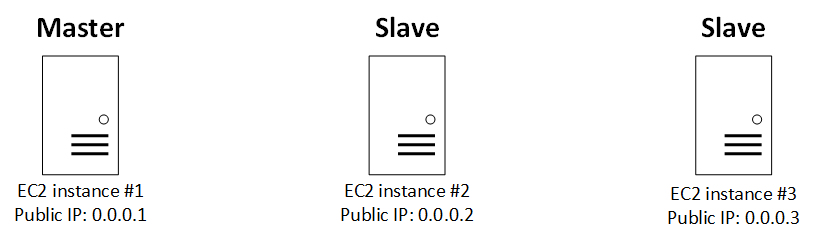 Master
Slave
Slave
EC2 instance #1
Public IP: 0.0.0.1
EC2 instance #2
Public IP: 0.0.0.2
EC2 instance #3
Public IP: 0.0.0.3